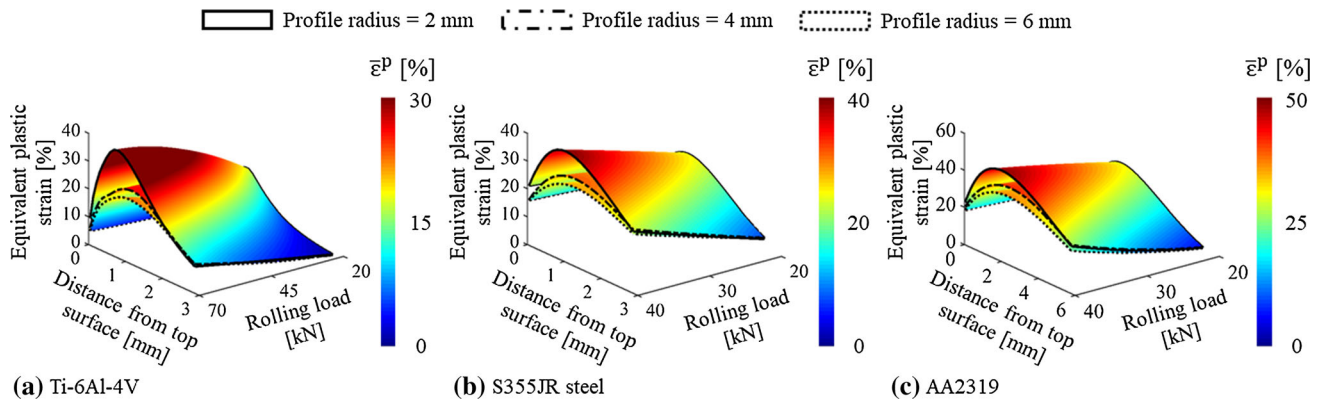 Profile radius = 2 mm
Profile radius = 4 mm
Profile radius = 6 mm
ε̅ᵖ [%]
30
15
0
Equivalent plastic
strain [%]
40
30
20
10
0
0
1
2
3
Distance from top
surface [mm]
70
45
20
Rolling load
[kN]
(a) Ti-6Al-4V
ε̅ᵖ [%]
40
20
0
Equivalent plastic
strain [%]
40
30
20
10
0
0
1
2
3
Distance from top
surface [mm]
40
30
20
Rolling load
[kN]
(b) S355JR steel
ε̅ᵖ [%]
50
25
0
Equivalent plastic
strain [%]
60
40
20
0
0
2
4
6
Distance from top
surface [mm]
40
30
20
Rolling load
[kN]
(c) AA2319